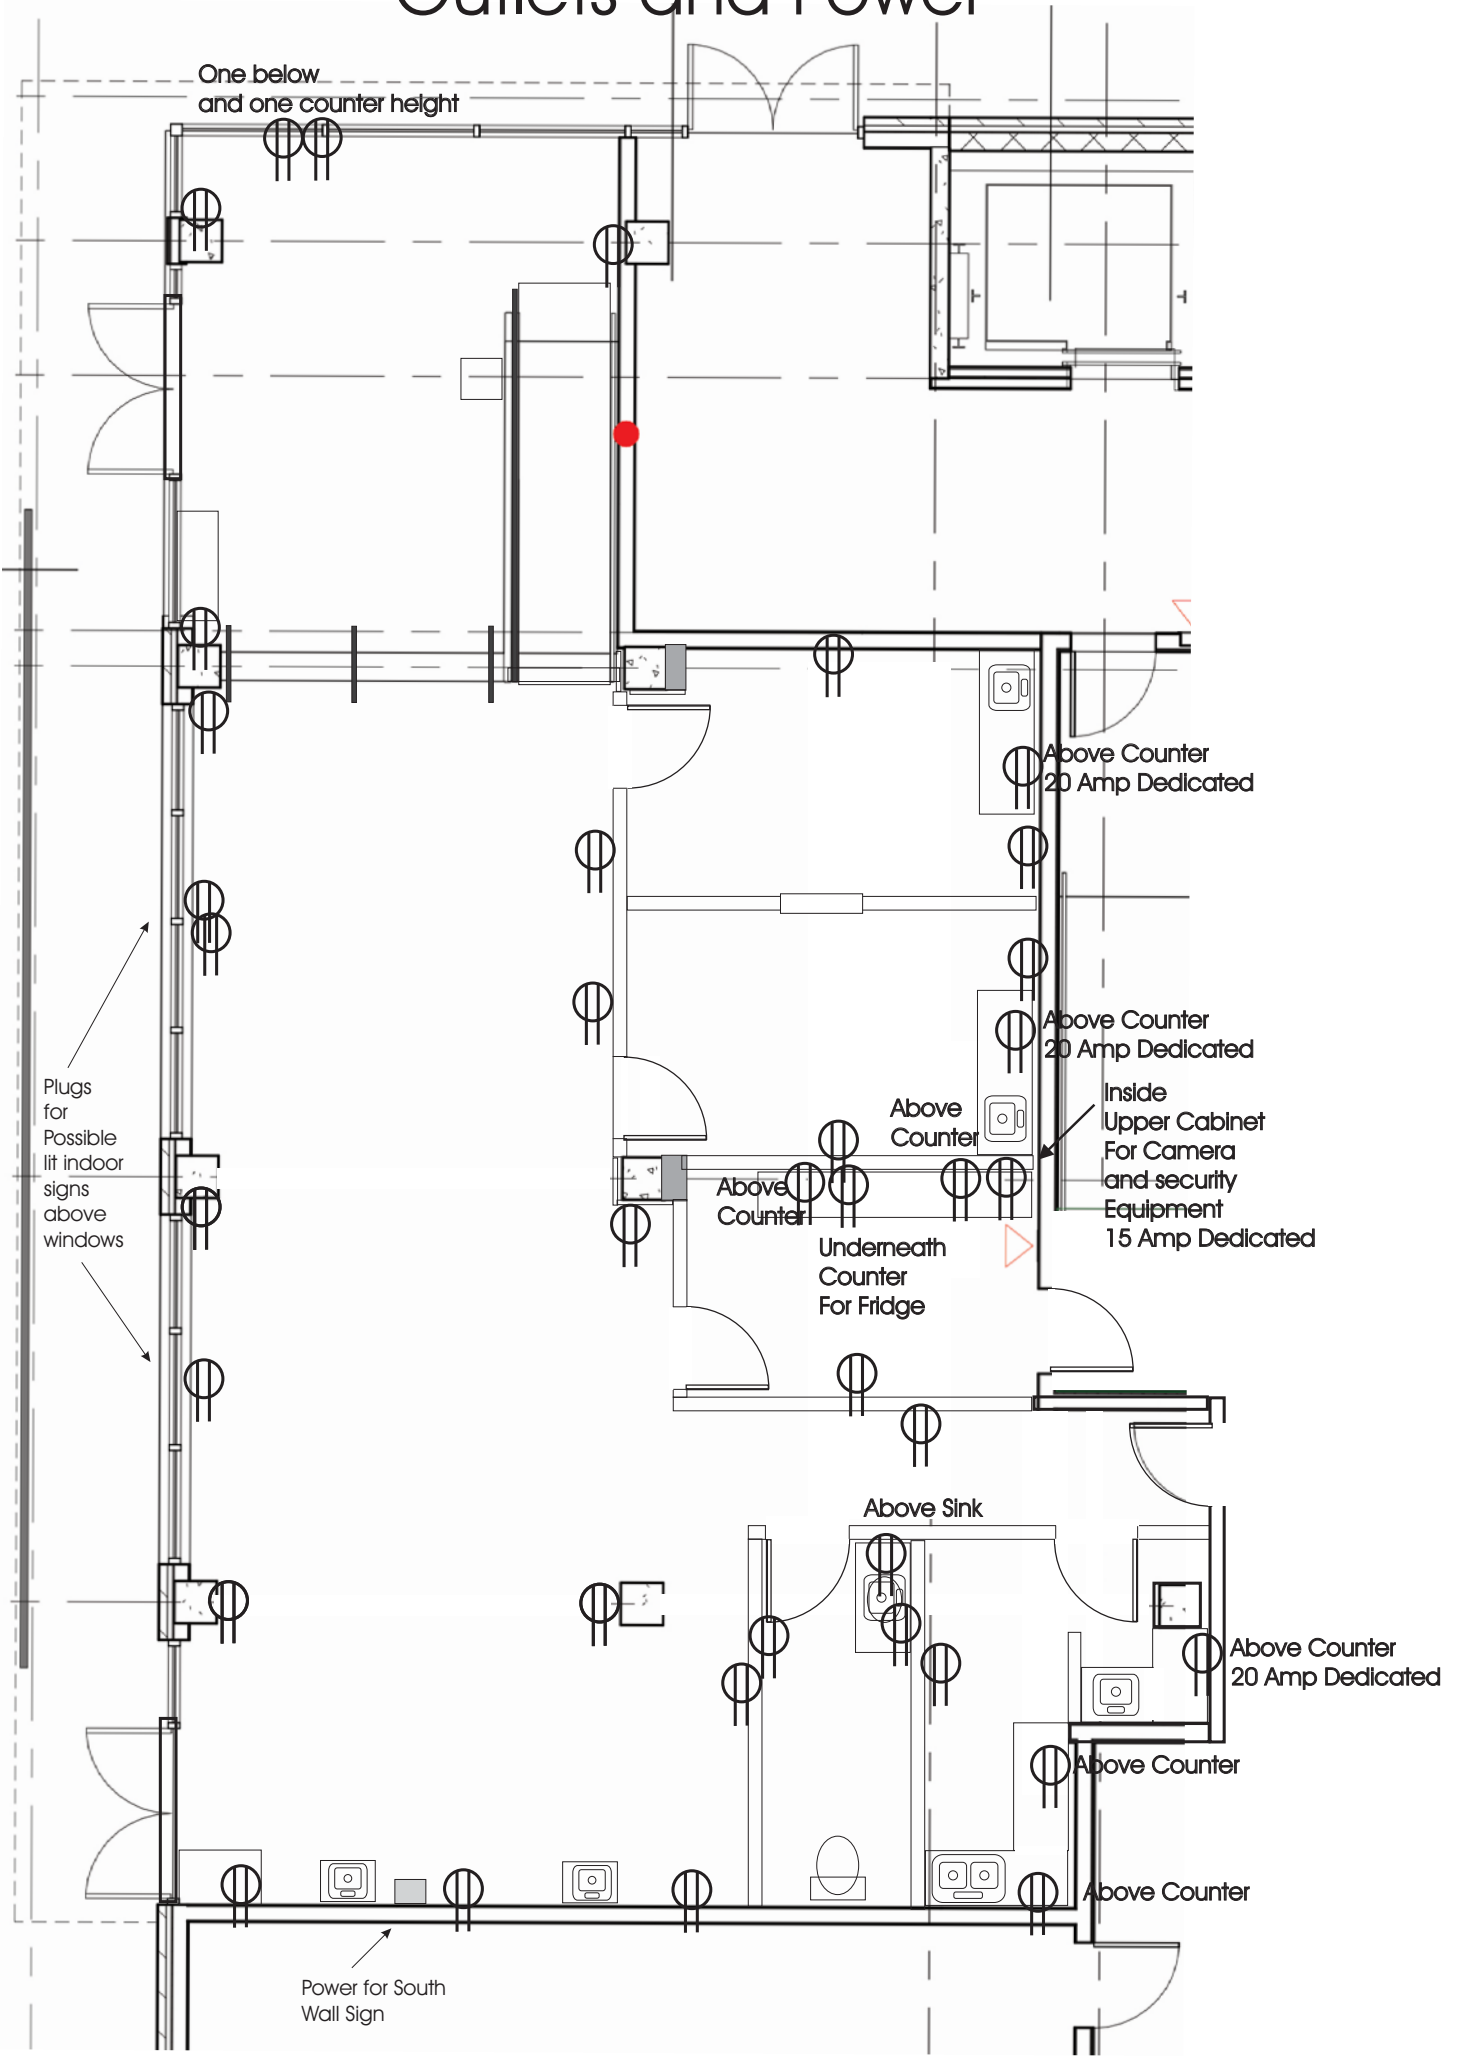 Outlets and Power
One below
and one counter height
Above Counter
20 Amp Dedicated
Above Counter
20 Amp Dedicated
Plugs
for
Possible
lit indoor
signs
above
windows
Inside
Upper Cabinet
For Camera
and security
Equipment
15 Amp Dedicated
Above
Counter
Above
Counter
Underneath
Counter
For Fridge
Above Sink
Above Counter
20 Amp Dedicated
Above Counter
Above Counter
Power for South
Wall Sign